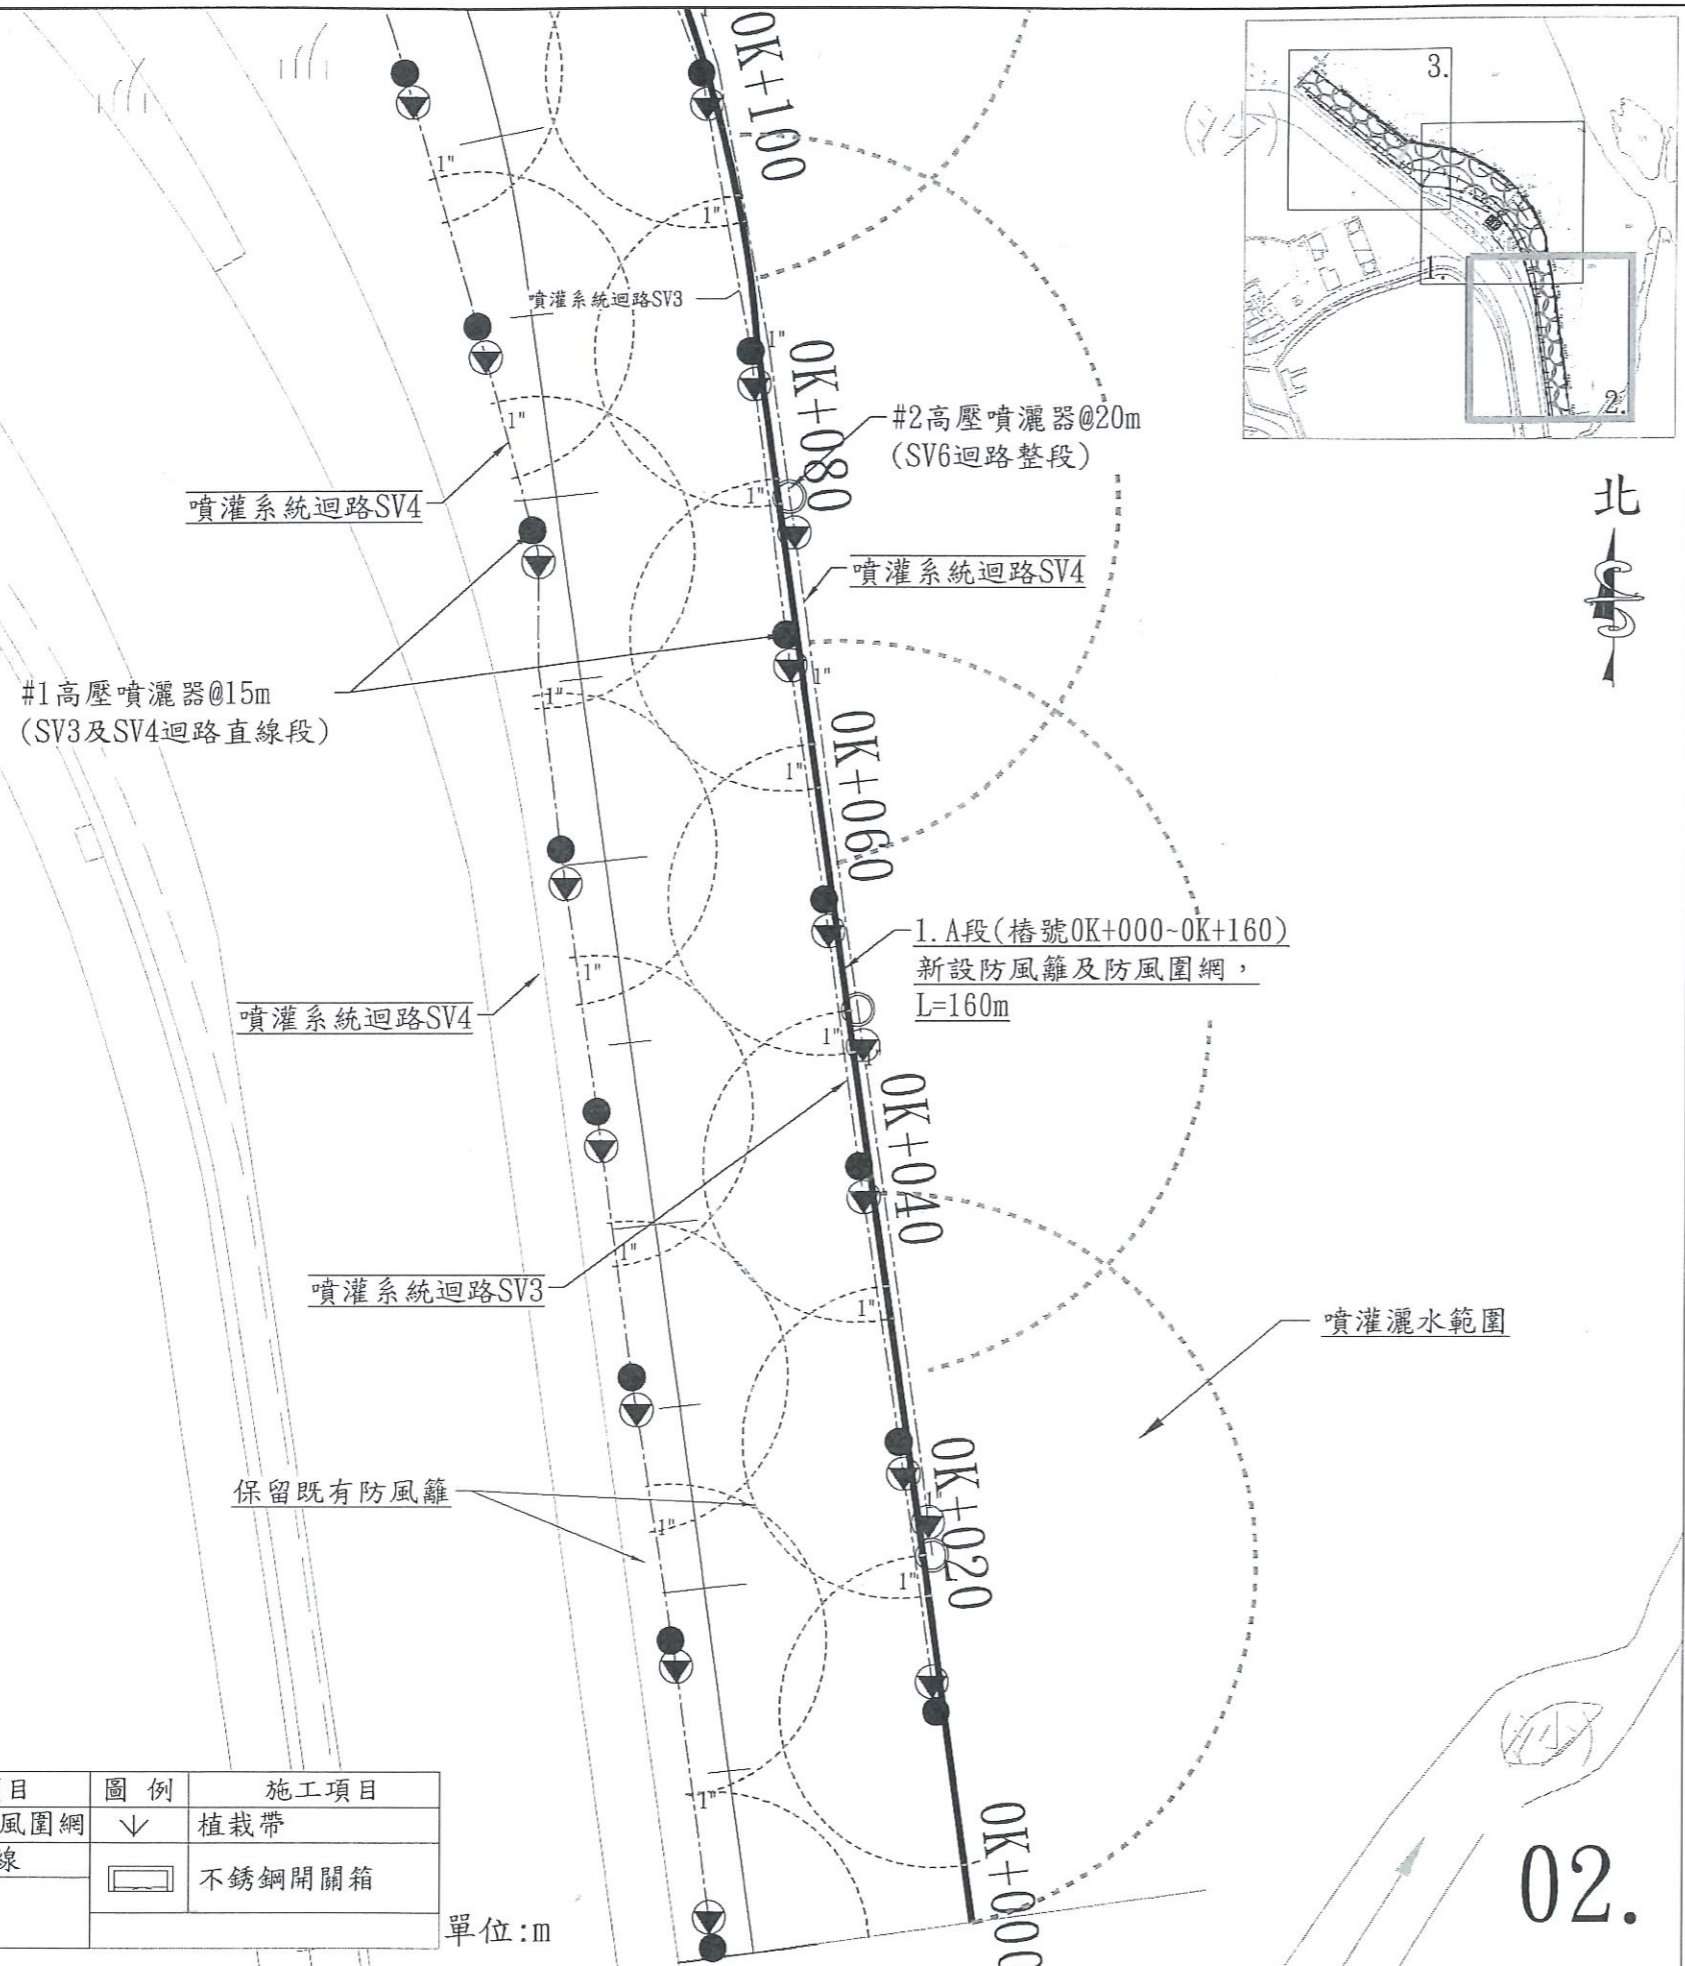 0K+100
3.
1.
2.
1"
1"
噴灌系統迴路SV3
1"
0K+080
#2高壓噴灑器@20m
(SV6迴路整段)
1"
噴灌系統迴路SV4
1"
北
噴灌系統迴路SV4
#1高壓噴灑器@15m
(SV3及SV4迴路直線段)
1"
1"
1"
0K+060
1.A段(樁號0K+000~0K+160)
新設防風籬及防風圍網，
L=160m
1"
噴灌系統迴路SV4
1"
1"
0K+040
1"
噴灌系統迴路SV3
1"
噴灌灑水範圍
保留既有防風籬
1"
1"
0K+020
1"
1"
目
圖 例
施工項目
風圍網
植栽帶
線
不銹鋼開關箱
單位:m
0K+000
02.